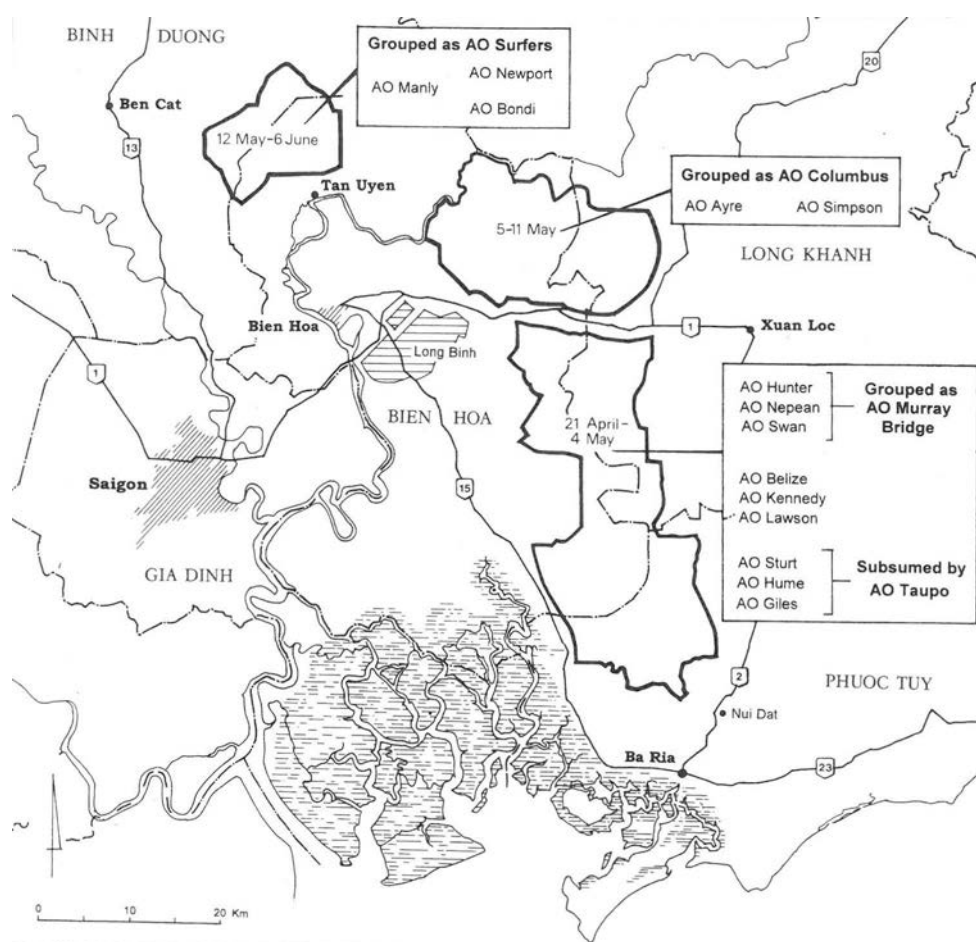 BINH DUONG
Grouped as AO Surfers
AO Newport
AO Manly
AO Bondi
20
Ben Cat
13
12 May–6 June
Tan Uyen
Grouped as AO Columbus
AO Ayre AO Simpson
5–11 May
LONG KHANH
Bien Hoa
1
Xuan Loc
Long Binh
1
BIEN HOA
21 April–
4 May
AO Hunter
AO Nepean
AO Swan
Grouped as
AO Murray
Bridge
AO Belize
AO Kennedy
AO Lawson
AO Sturt
AO Hume
AO Giles
Subsumed by
AO Taupo
Saigon
15
GIA DINH
2
PHUOC TUY
Nui Dat
Ba Ria
23
0 10 20 Km